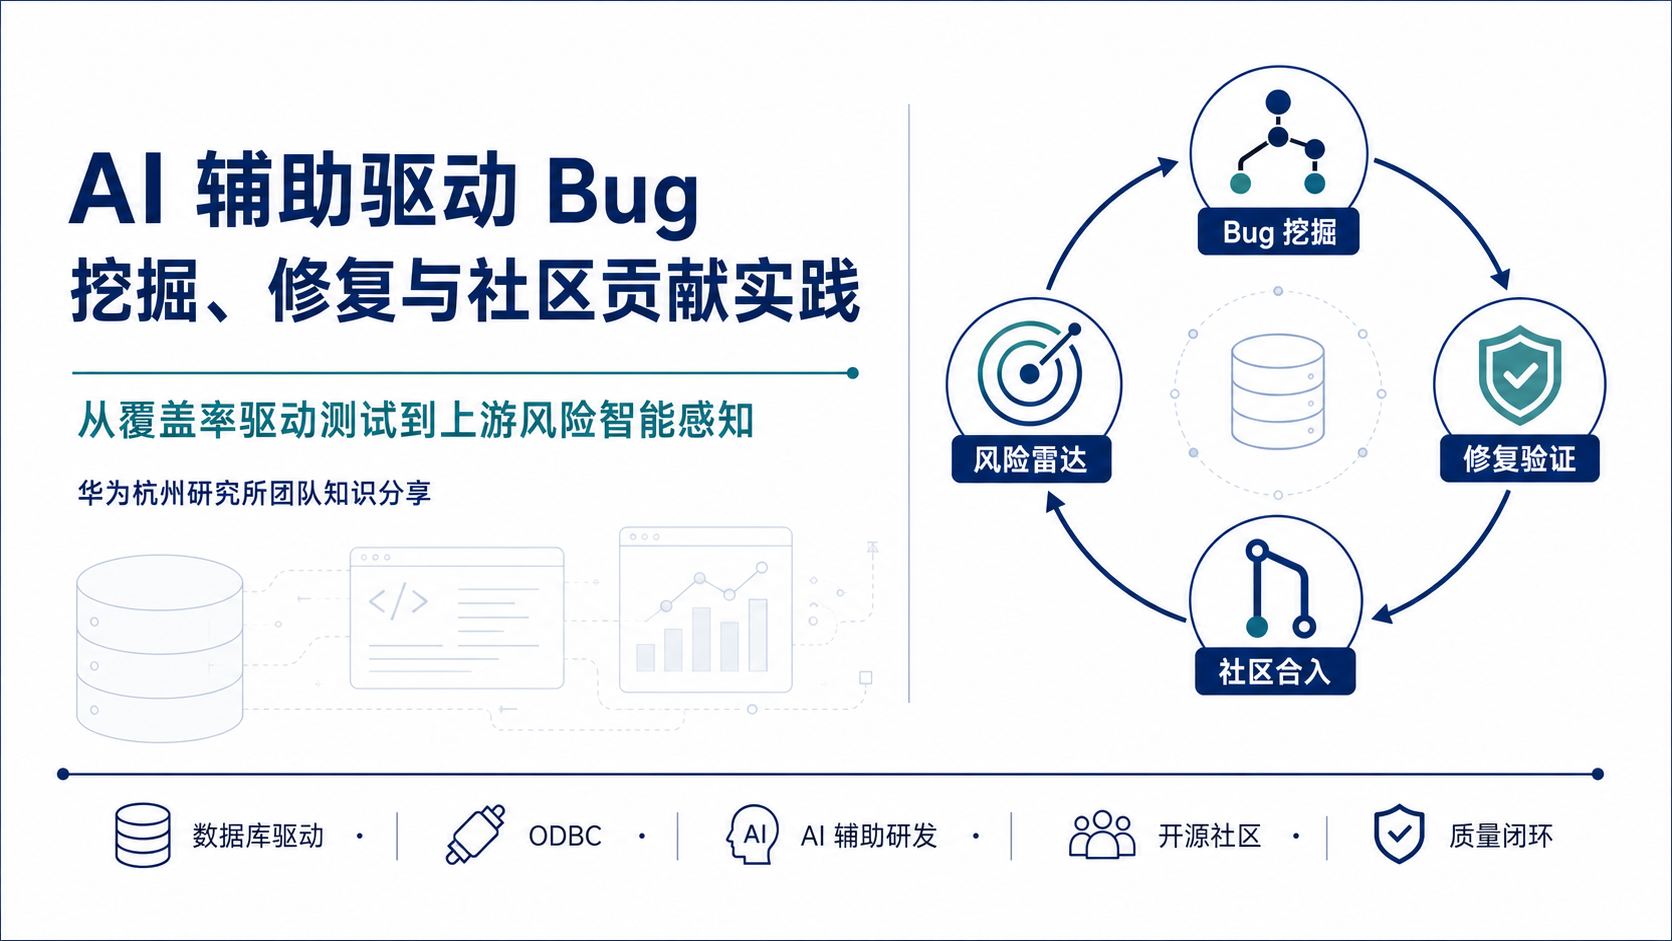 AI 辅助驱动 Bug
挖掘、修复与社区贡献实践
从覆盖率驱动测试到上游风险智能感知
华为杭州研究所团队知识分享
</>
Bug 挖掘
风险雷达
修复验证
社区合入
数据库驱动 •
ODBC •
AI
AI 辅助研发 •
开源社区 •
质量闭环